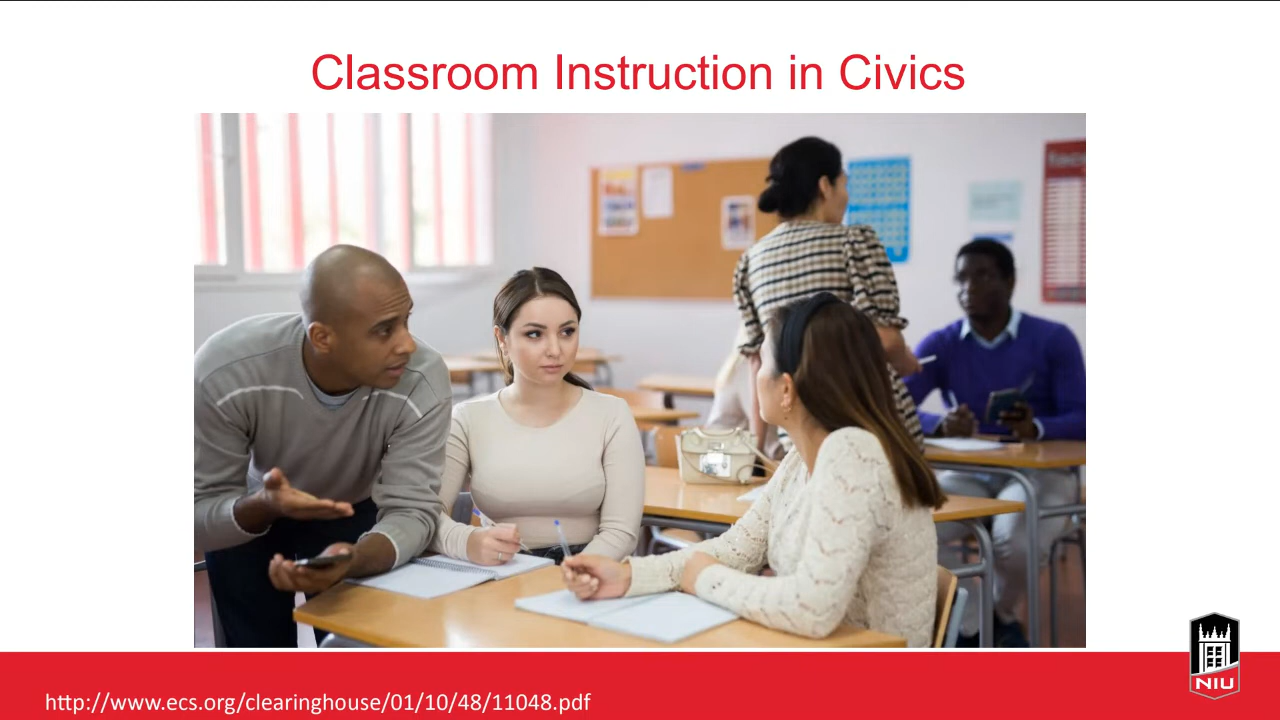 Classroom Instruction in Civics
http://www.ecs.org/clearinghouse/01/10/48/11048.pdf
NIU